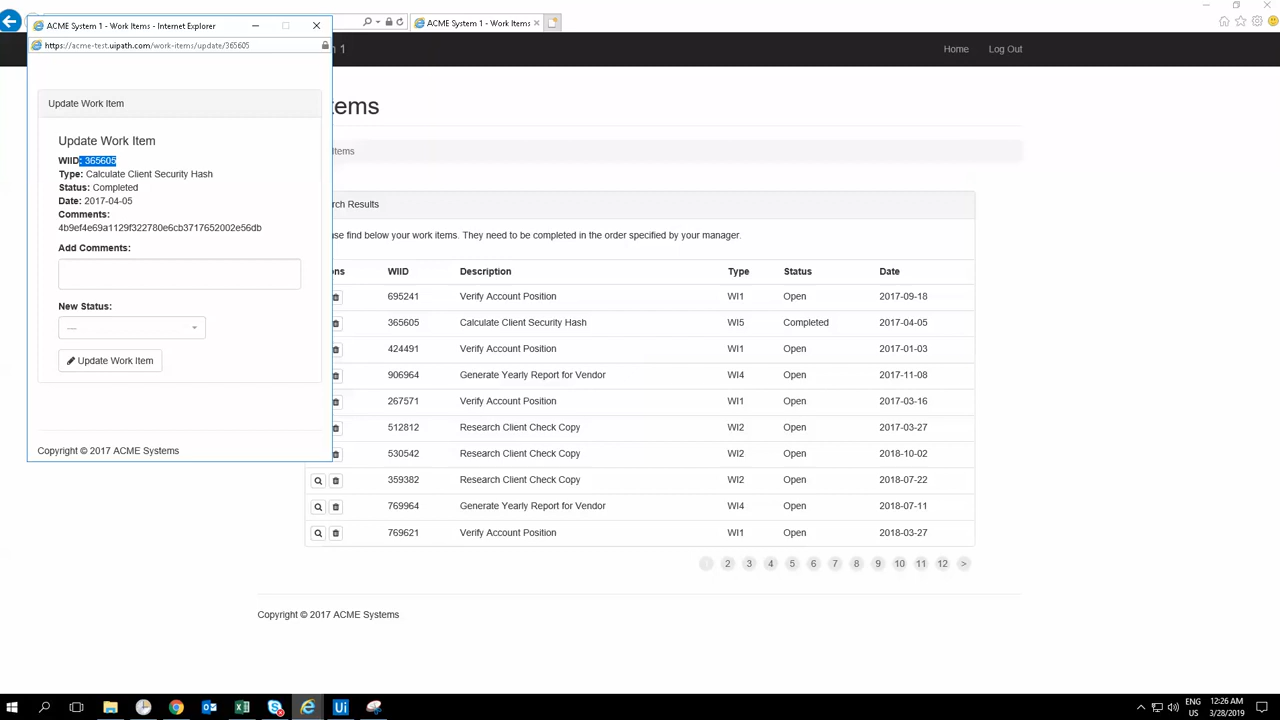 ACME System 1 - Work Items - Internet Explorer
https://acme-test.uipath.com/work-items/update/365605
Update Work Item
Update Work Item
WIID: 365605
Type: Calculate Client Security Hash
Status: Completed
Date: 2017-04-05
Comments:
4b9ef4e69a1129f322780e6cb3717652002e56db
Add Comments:
New Status:
---
Update Work Item
Copyright © 2017 ACME Systems
ACME System 1 - Work Items
1
Home Log Out
tems
Items
rch Results
se find below your work items. They need to be completed in the order specified by your manager.
ns WIID Description Type Status Date
695241 Verify Account Position WI1 Open 2017-09-18
365605 Calculate Client Security Hash WI5 Completed 2017-04-05
424491 Verify Account Position WI1 Open 2017-01-03
906964 Generate Yearly Report for Vendor WI4 Open 2017-11-08
267571 Verify Account Position WI1 Open 2017-03-16
512812 Research Client Check Copy WI2 Open 2017-03-27
530542 Research Client Check Copy WI2 Open 2018-10-02
359382 Research Client Check Copy WI2 Open 2018-07-22
769964 Generate Yearly Report for Vendor WI4 Open 2018-07-11
769621 Verify Account Position WI1 Open 2018-03-27
1 2 3 4 5 6 7 8 9 10 11 12 >
Copyright © 2017 ACME Systems
Ui
ENG 12:26 AM
US 3/28/2019